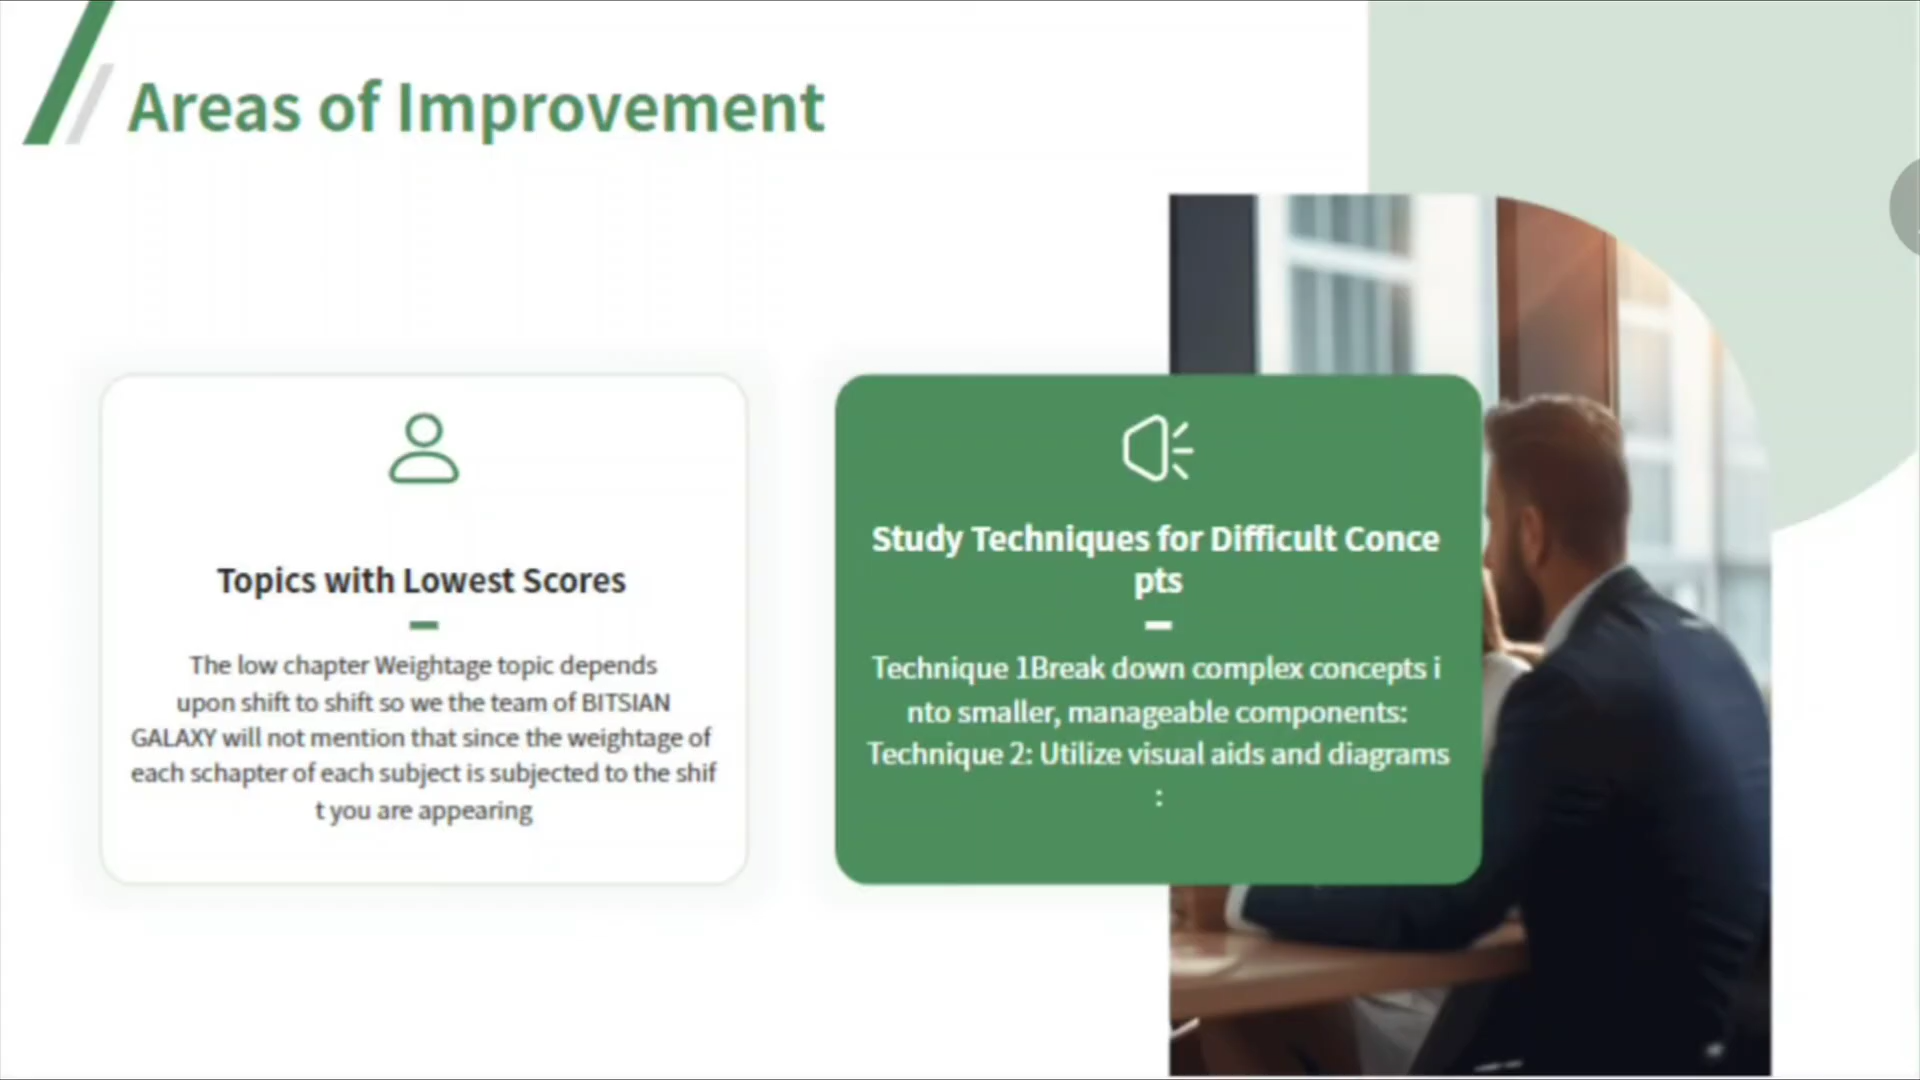 Areas of Improvement
Topics with Lowest Scores
The low chapter Weightage topic depends
upon shift to shift so we the team of BITSIAN
GALAXY will not mention that since the weightage of
each schapter of each subject is subjected to the shif
t you are appearing
Study Techniques for Difficult Conce
pts
Technique 1Break down complex concepts i
nto smaller, manageable components:
Technique 2: Utilize visual aids and diagrams
: